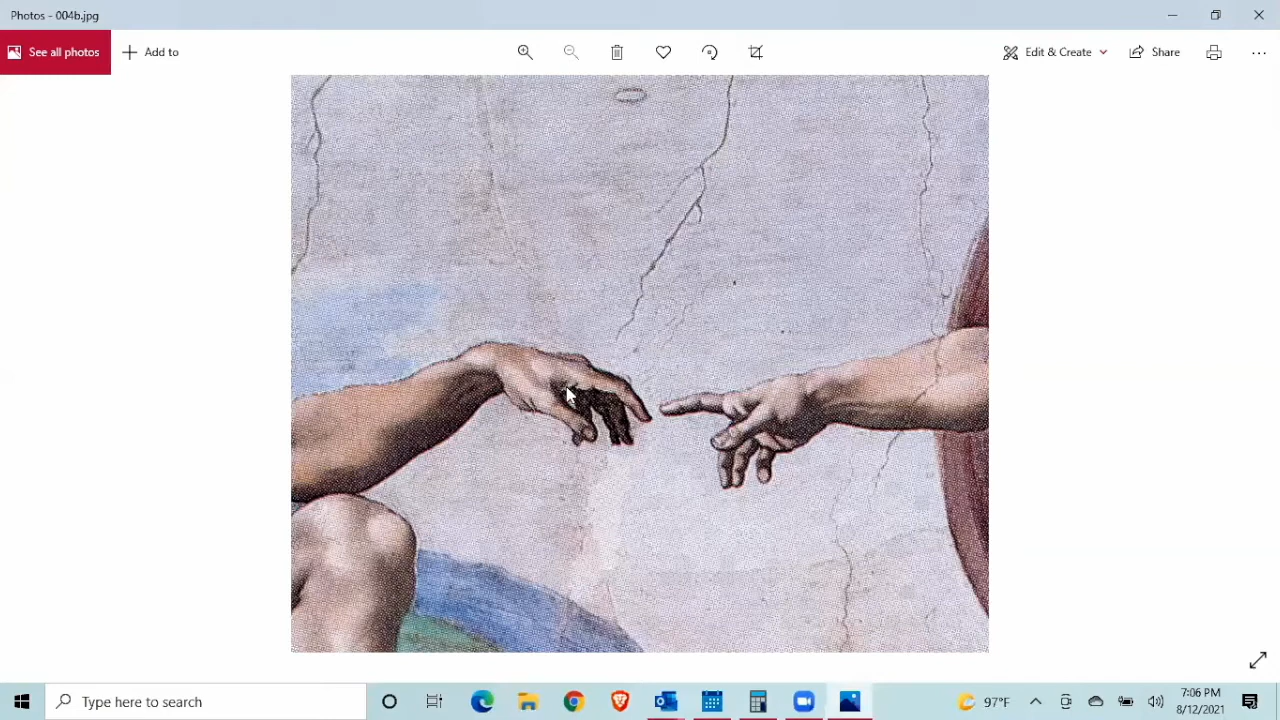 Photos - 004b.jpg
See all photos
Add to
Edit & Create
Share
Type here to search
97°F
7:06 PM
8/12/2021